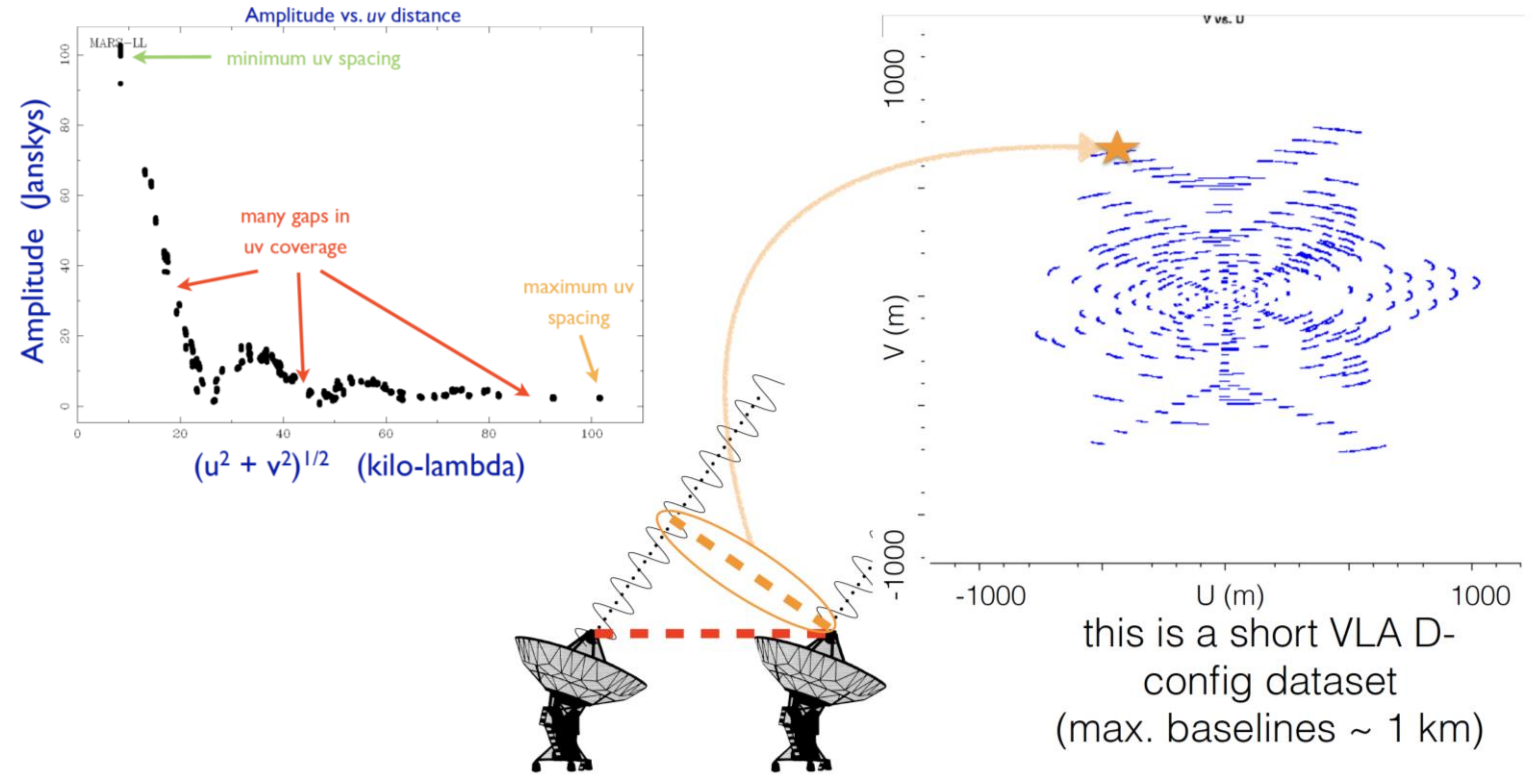 Amplitude vs. uv distance
MARS-LL
minimum uv spacing
many gaps in
uv coverage
maximum uv
spacing
Amplitude (Janskys)
100
80
60
40
20
0
0 20 40 60 80 100
(u² + v²)¹/² (kilo-lambda)
V vs. U
1000
V (m)
-1000
-1000 U (m) 1000
this is a short VLA D-
config dataset
(max. baselines ~ 1 km)